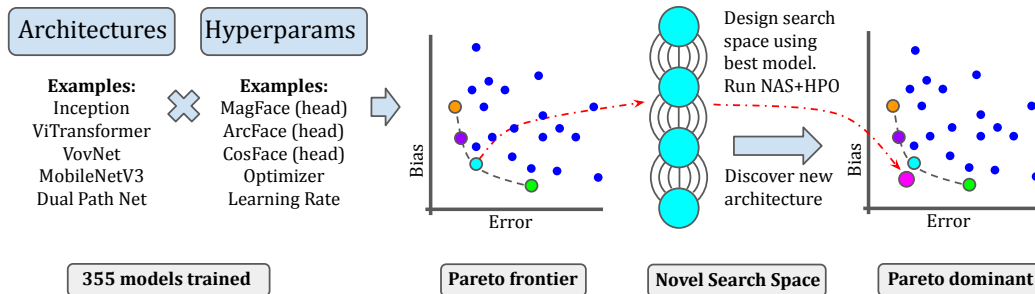 Architectures
Hyperparams
Examples:
Inception
ViTransformer
VovNet
MobileNetV3
Dual Path Net
Examples:
MagFace (head)
ArcFace (head)
CosFace (head)
Optimizer
Learning Rate
Bias
Error
Design search
space using
best model.
Run NAS+HPO
Discover new
architecture
Bias
Error
355 models trained
Pareto frontier
Novel Search Space
Pareto dominant